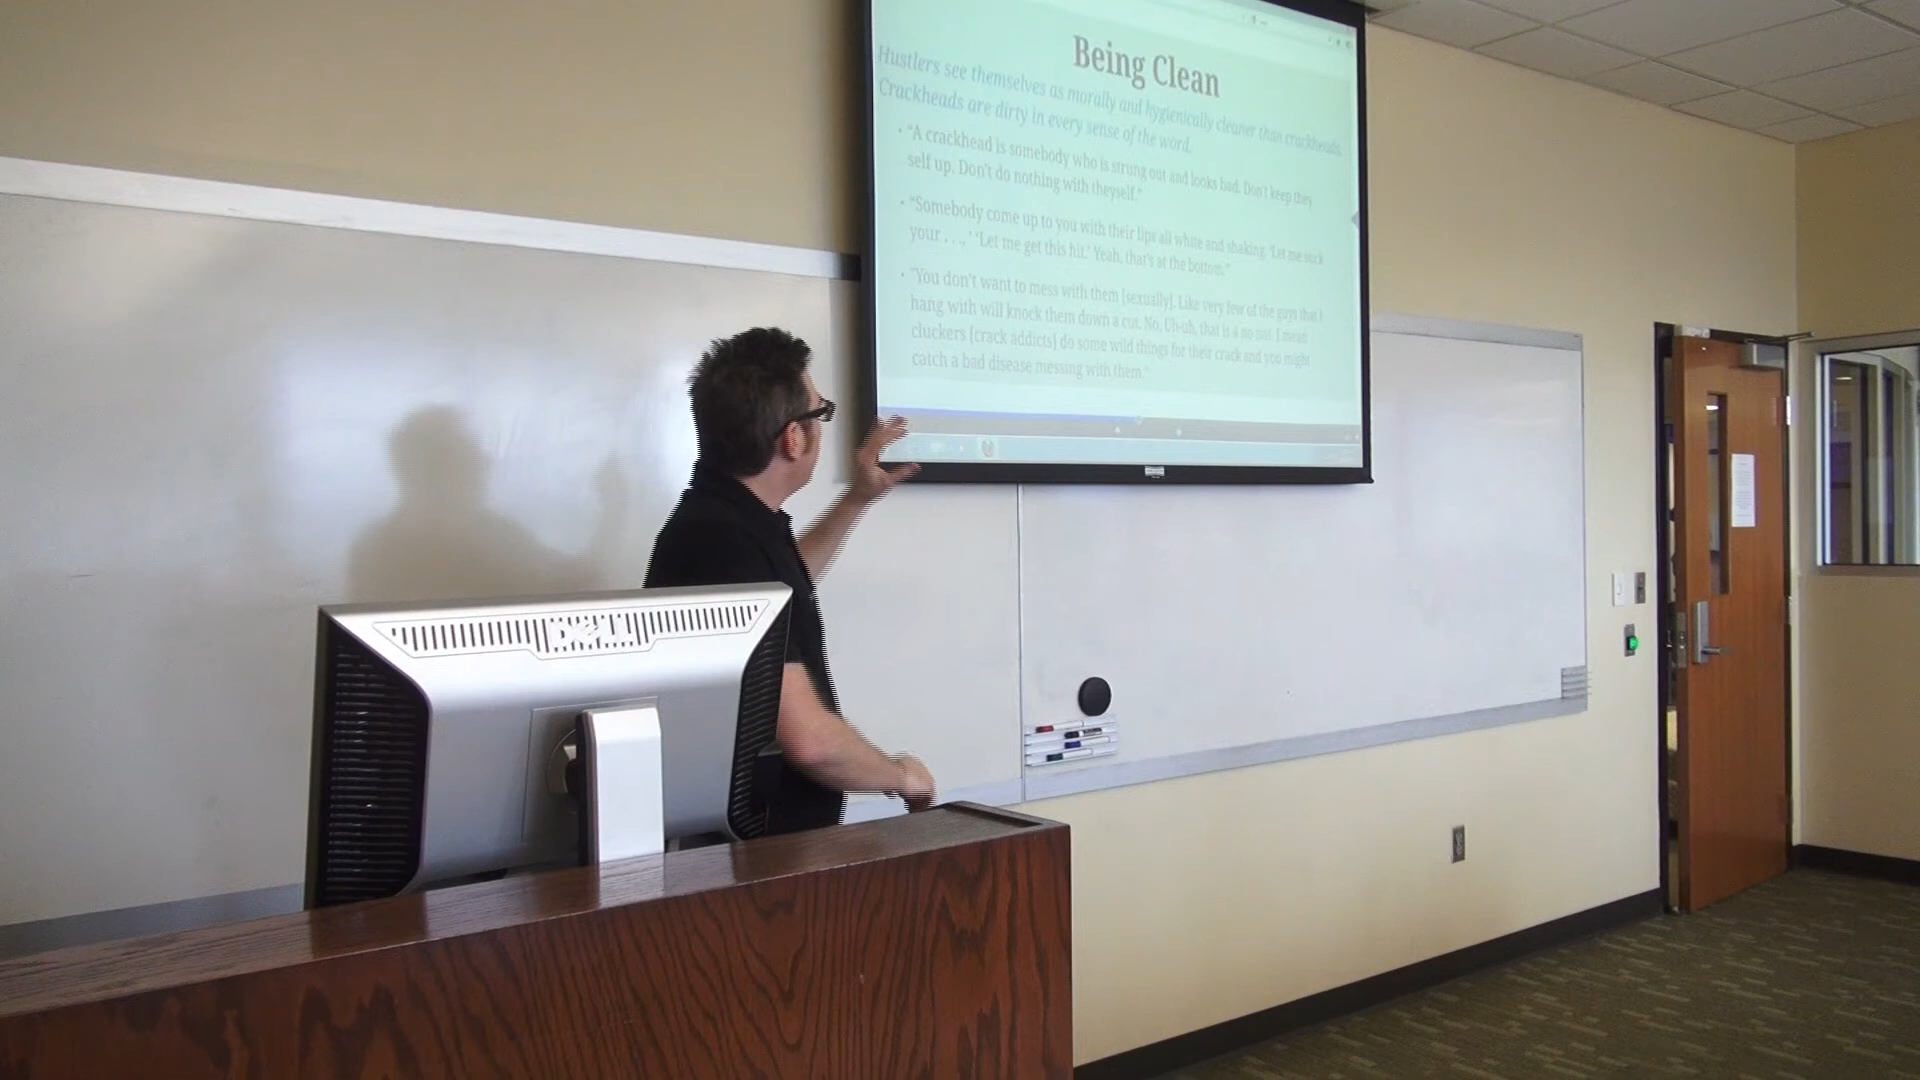 Being Clean
Hustlers see themselves as morally and hygienically cleaner than crackheads.
Crackheads are dirty in every sense of the word.
• "A crackhead is somebody who is strung out and looks bad. Don't keep they
self up. Don't do nothing with theyself."
• "Somebody come up to you with their lips all white and shaking. 'Let me suck
your . . .,' 'Let me get this hit.' Yeah, that's at the bottom."
• "You don't want to mess with them [sexually]. Like very few of the guys that I
hang with will knock them down a cut. No. Uh-uh, that is a no no. I mean
cluckers [crack addicts] do some wild things for their crack and you might
catch a bad disease messing with them."
DELL